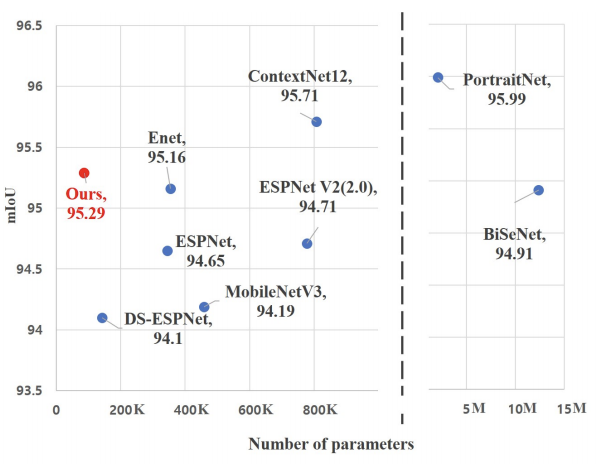 96.5
96
95.5
95
94.5
94
93.5
mIoU
ContextNet12,
95.71
Enet,
95.16
Ours,
95.29
ESPNet V2(2.0),
94.71
ESPNet,
94.65
MobileNetV3,
94.19
DS-ESPNet,
94.1
PortraitNet,
95.99
BiSeNet,
94.91
0
200K
400K
600K
800K
5M
10M
15M
Number of parameters